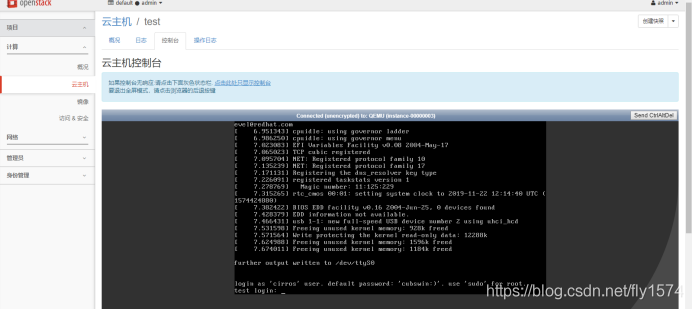 openstack
default ● admin
admin
项目
计算
概况
云主机
镜像
访问 & 安全
网络
管理员
身份管理
云主机 / test
创建快照
概况
日志
控制台
操作日志
云主机控制台
如果控制台无响应:请点击下面灰色状态栏. 点击此处只显示控制台
要退出全屏模式，请点击浏览器的后退按键
Connected (unencrypted) to: QEMU (instance-00000003)
Send CtrlAltDel
evel@redhat.com
[    6.951343] cpuidle: using governor ladder
[    6.986250] cpuidle: using governor menu
[    7.023083] EFI Variables Facility v0.08 2004-May-17
[    7.065023] TCP cubic registered
[    7.095704] NET: Registered protocol family 10
[    7.135239] NET: Registered protocol family 17
[    7.171131] Registering the dns_resolver key type
[    7.226091] registered taskstats version 1
[    7.278769]   Magic number: 11:125:229
[    7.315265] rtc_cmos 00:01: setting system clock to 2019-11-22 12:14:40 UTC (
1574424880)
[    7.382422] BIOS EDD facility v0.16 2004-Jun-25, 0 devices found
[    7.428379] EDD information not available.
[    7.466431] usb 1-1: new full-speed USB device number 2 using uhci_hcd
[    7.531590] Freeing unused kernel memory: 928k freed
[    7.571564] Write protecting the kernel read-only data: 12288k
[    7.624988] Freeing unused kernel memory: 1596k freed
[    7.674011] Freeing unused kernel memory: 1184k freed
further output written to /dev/ttyS0
login as 'cirros' user. default password: 'cubswin:)'. use 'sudo' for root
test login: _
https://blog.csdn.net/fly1574